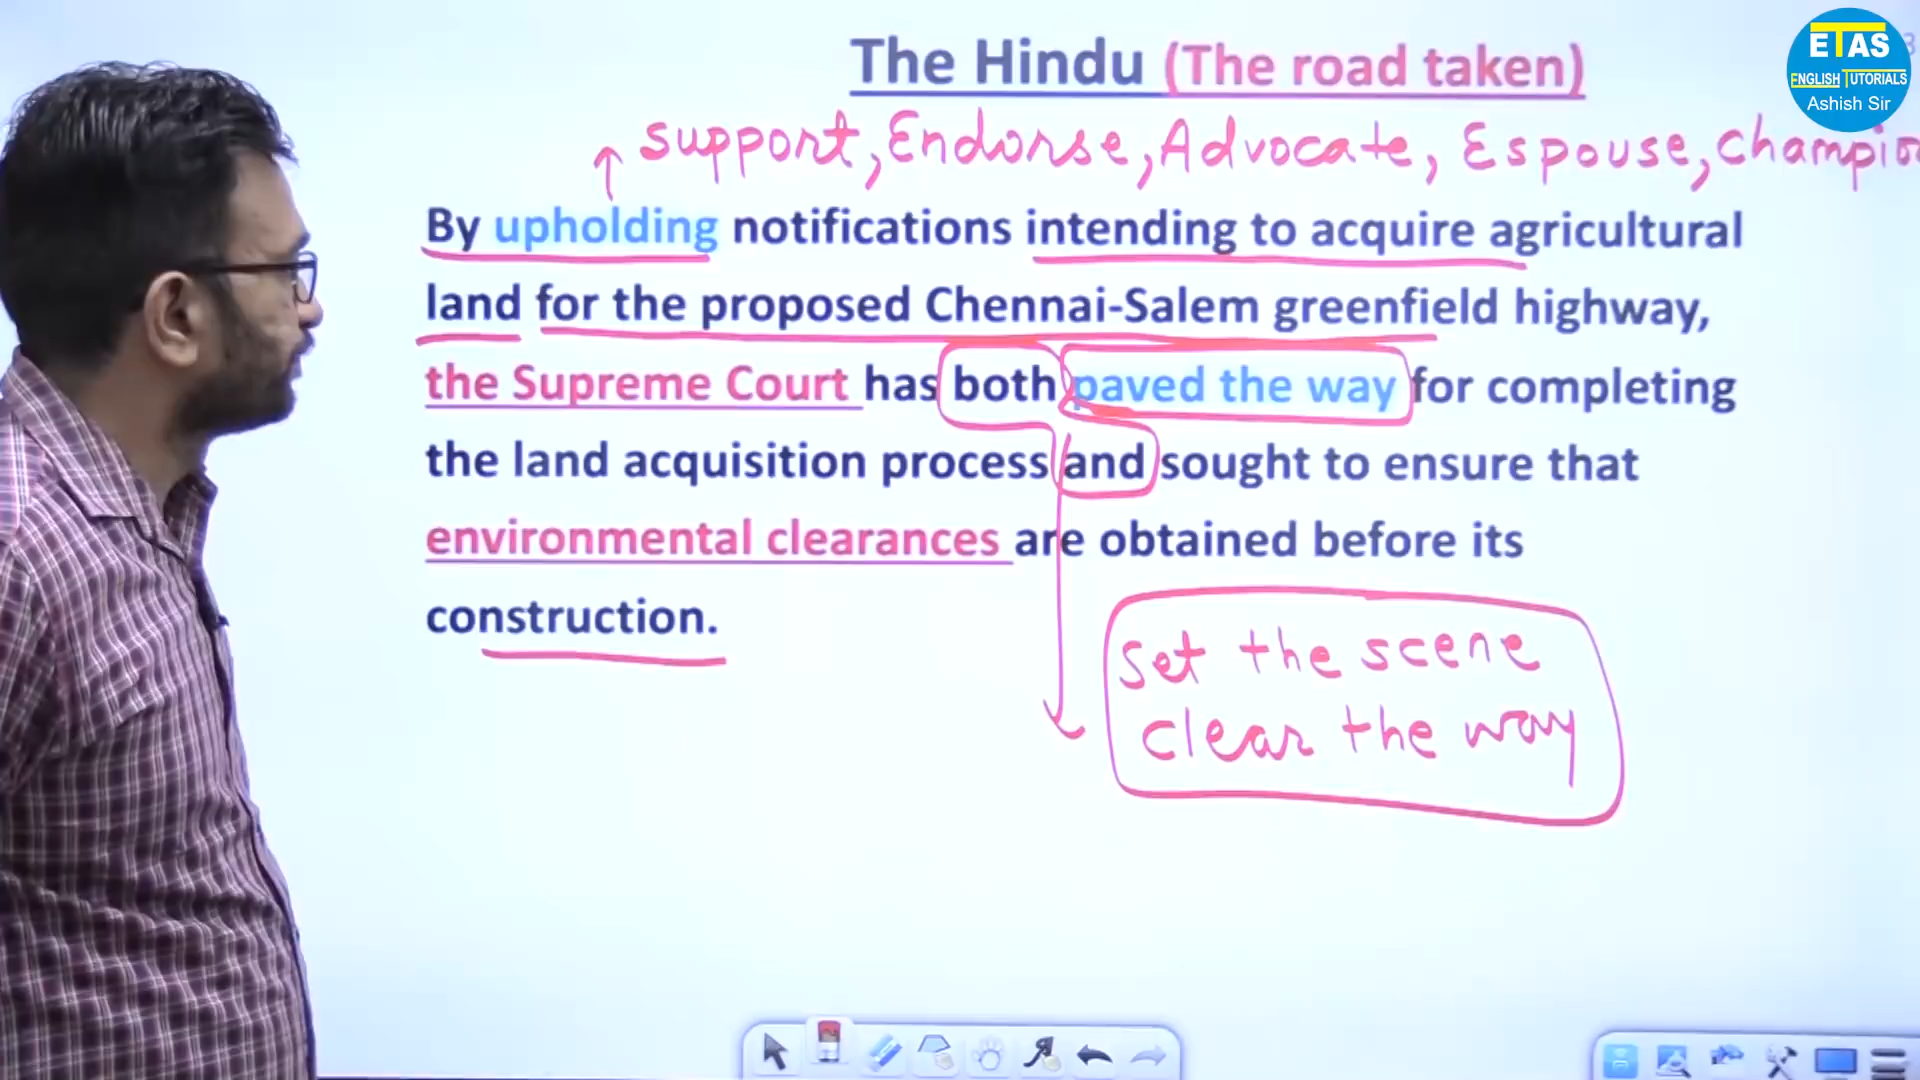 The Hindu (The road taken)
ETAS
ENGLISH TUTORIALS
Ashish Sir
support, Endorse, Advocate, Espouse, Champion
By upholding notifications intending to acquire agricultural
land for the proposed Chennai-Salem greenfield highway,
the Supreme Court has both paved the way for completing
the land acquisition process and sought to ensure that
environmental clearances are obtained before its
construction.
Set the scene
clear the way